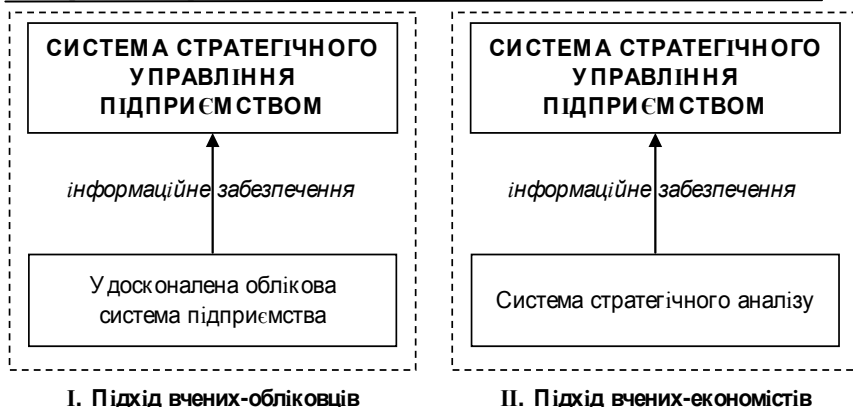 СИСТЕМА СТРАТЕГІЧНОГО
УПРАВЛІННЯ
ПІДПРИЄМСТВОМ
інформаційне забезпечення
Удосконалена облікова
система підприємства
І. Підхід вчених-обліковців
СИСТЕМА СТРАТЕГІЧНОГО
УПРАВЛІННЯ
ПІДПРИЄМСТВОМ
інформаційне забезпечення
Система стратегічного аналізу
ІІ. Підхід вчених-економістів